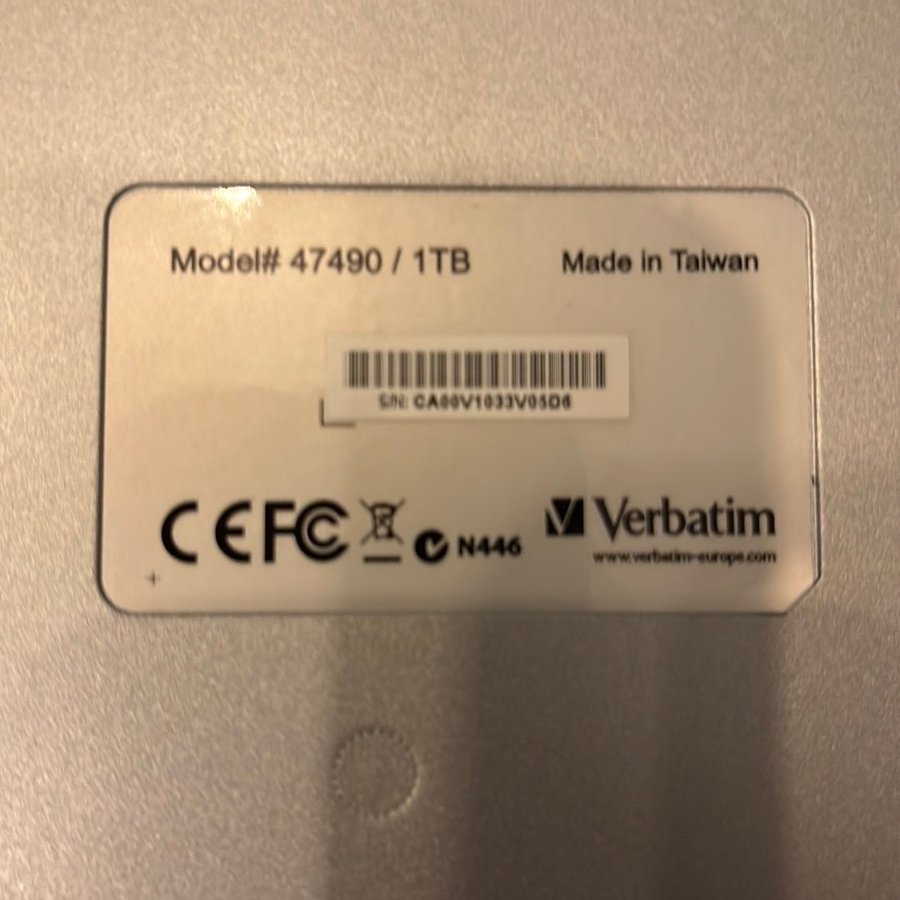 Model# 47490 / 1TB
Made in Taiwan
S/N: CA00V1033V05D6
CE FC N446
Verbatim
www.verbatim-europe.com